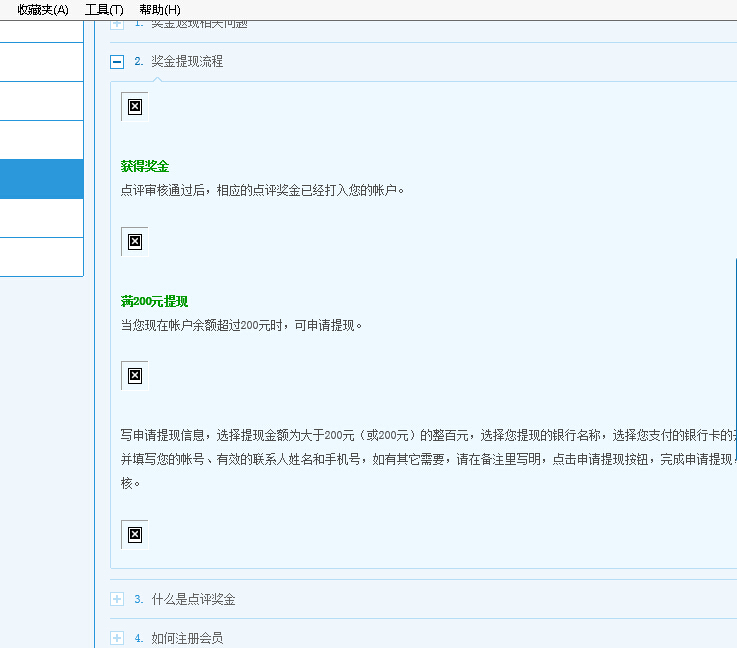 收藏夹(A) 工具(T) 帮助(H)
1. 奖金返现相关问题
2. 奖金提现流程
获得奖金
点评审核通过后，相应的点评奖金已经打入您的帐户。
满200元提现
当您现在帐户余额超过200元时，可申请提现。
写申请提现信息，选择提现金额为大于200元（或200元）的整百元，选择您提现的银行名称，选择您支付的银行卡的
并填写您的帐号、有效的联系人姓名和手机号，如有其它需要，请在备注里写明，点击申请提现按钮，完成申请提现
核。
3. 什么是点评奖金
4. 如何注册会员